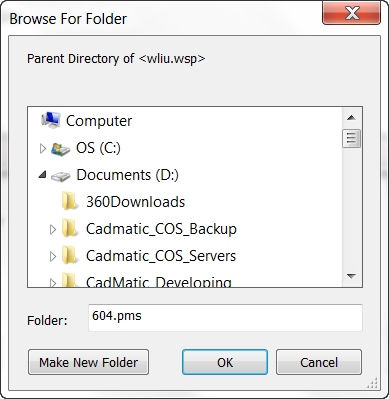 Browse For Folder
Parent Directory of <wliu.wsp>
Computer
OS (C:)
Documents (D:)
360Downloads
Cadmatic_COS_Backup
Cadmatic_COS_Servers
CadMatic_Developing
Folder: 604.pms
Make New Folder OK Cancel